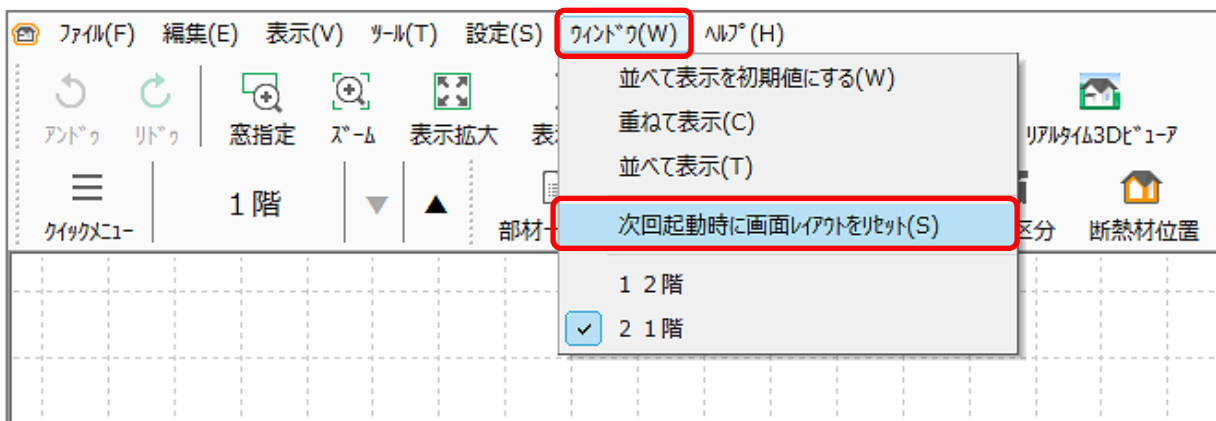 ﾌｧｲﾙ(F) 編集(E) 表示(V) ﾂｰﾙ(T) 設定(S) ｳｨﾝﾄﾞｳ(W) ﾍﾙﾌﾟ(H)
並べて表示を初期値にする(W)
重ねて表示(C)
並べて表示(T)
次回起動時に画面ﾚｲｱｳﾄをﾘｾｯﾄ(S)
1 2階
2 1階
ｱﾝﾄﾞｩ ﾘﾄﾞｩ 窓指定 ｽﾞｰﾑ 表示拡大 ﾘｱﾙﾀｲﾑ3Dﾋﾞｭｰｱ
1階
ｸｲｯｸﾒﾆｭｰ 部材 区分 断熱材位置